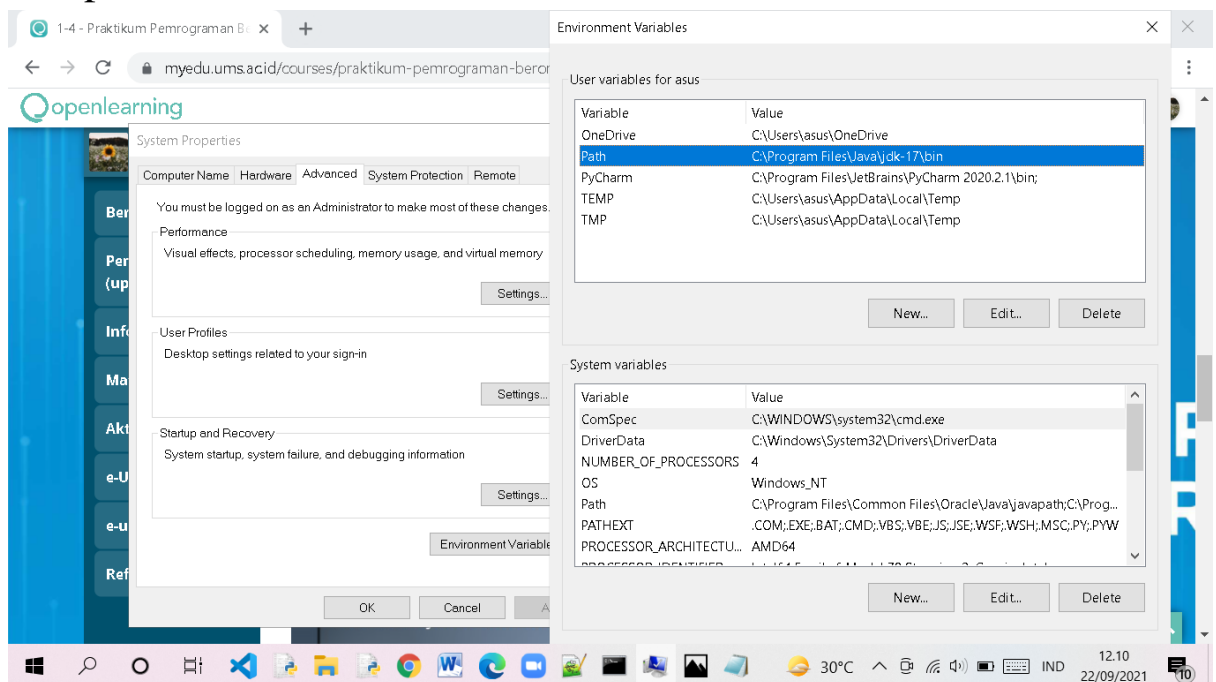 1-4 - Praktikum Pemrograman Be
Environment Variables
myedu.ums.ac.id/courses/praktikum-pemrograman-beror
openlearning
System Properties
Computer Name Hardware Advanced System Protection Remote
You must be logged on as an Administrator to make most of these changes.
Performance
Visual effects, processor scheduling, memory usage, and virtual memory
Settings...
User Profiles
Desktop settings related to your sign-in
Settings...
Startup and Recovery
System startup, system failure, and debugging information
Settings...
Environment Variable
OK Cancel A
Ber
Per
(up
Info
Ma
Akt
e-U
e-u
Ref
User variables for asus
Variable Value
OneDrive C:\Users\asus\OneDrive
Path C:\Program Files\Java\jdk-17\bin
PyCharm C:\Program Files\JetBrains\PyCharm 2020.2.1\bin;
TEMP C:\Users\asus\AppData\Local\Temp
TMP C:\Users\asus\AppData\Local\Temp
New... Edit... Delete
System variables
Variable Value
ComSpec C:\WINDOWS\system32\cmd.exe
DriverData C:\Windows\System32\Drivers\DriverData
NUMBER_OF_PROCESSORS 4
OS Windows_NT
Path C:\Program Files\Common Files\Oracle\Java\javapath;C:\Prog...
PATHEXT .COM;.EXE;.BAT;.CMD;.VBS;.VBE;.JS;.JSE;.WSF;.WSH;.MSC;.PY;.PYW
PROCESSOR_ARCHITECTU... AMD64
New... Edit... Delete
30°C IND 12.10
22/09/2021
10